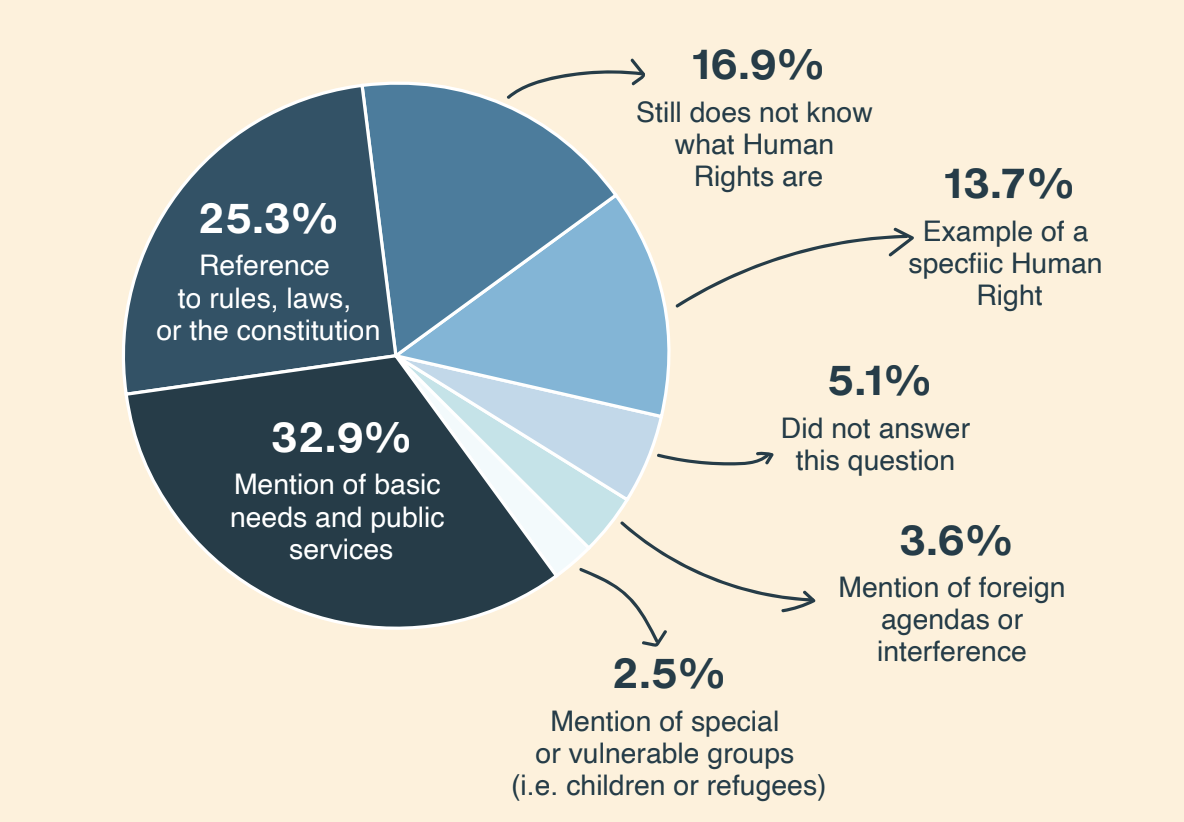 16.9%
Still does not know
what Human
Rights are
13.7%
Example of a
specfiic Human
Right
25.3%
Reference
to rules, laws,
or the constitution
5.1%
Did not answer
this question
32.9%
Mention of basic
needs and public
services
3.6%
Mention of foreign
agendas or
interference
2.5%
Mention of special
or vulnerable groups
(i.e. children or refugees)